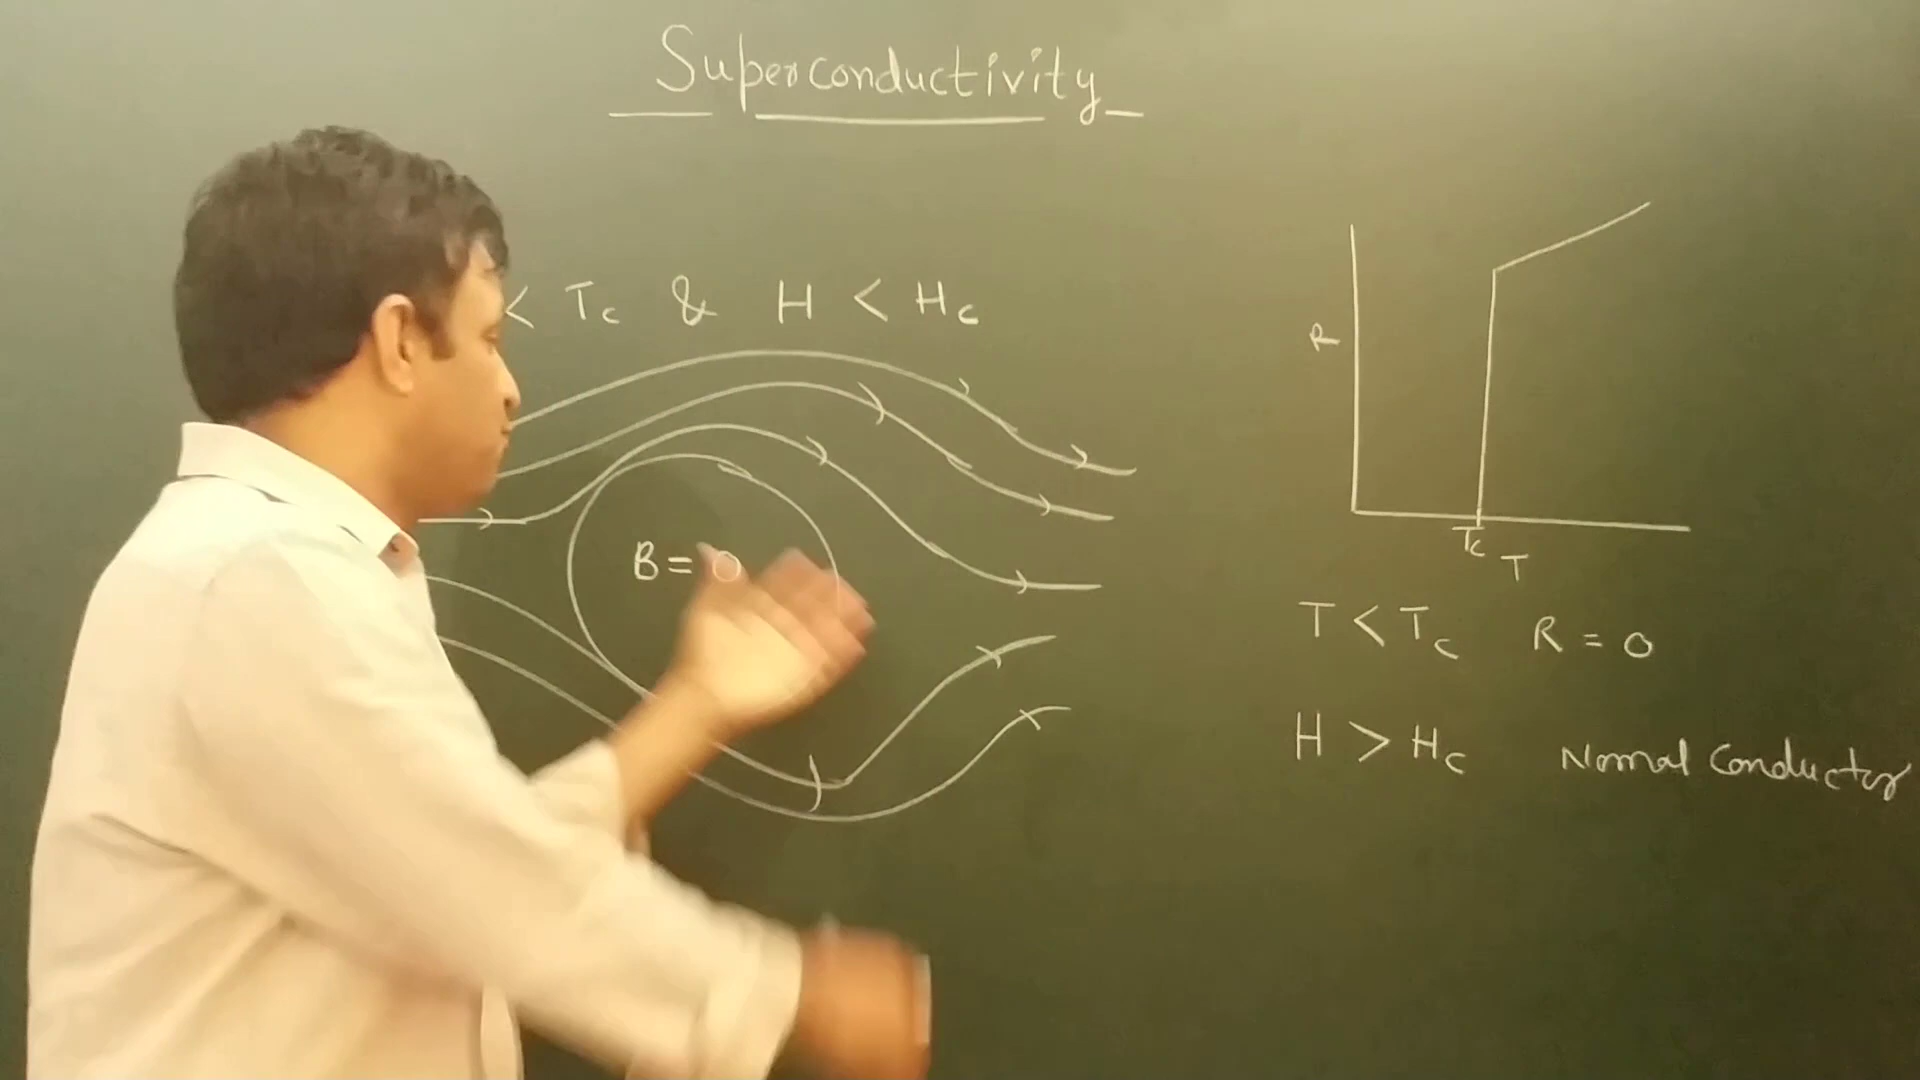 Superconductivity
< Tc & H < Hc
B = 0
R
Tc
T
T < Tc R = 0
H > Hc Normal Conductor